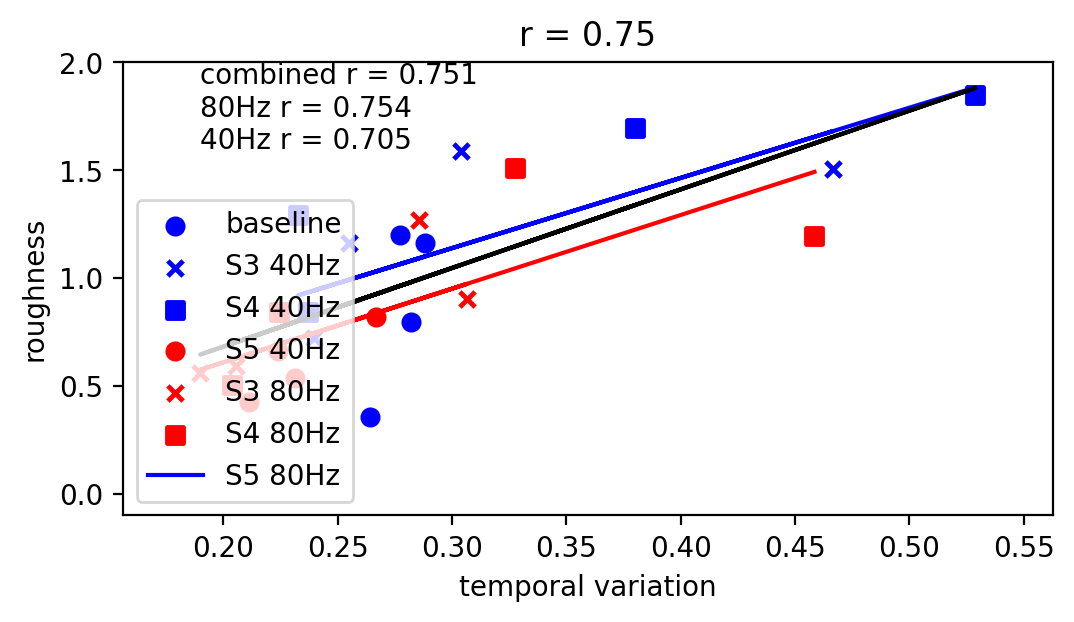 r = 0.75
combined r = 0.751
80Hz r = 0.754
40Hz r = 0.705
roughness
2.0
1.5
1.0
0.5
0.0
baseline
S3 40Hz
S4 40Hz
S5 40Hz
S3 80Hz
S4 80Hz
S5 80Hz
0.20 0.25 0.30 0.35 0.40 0.45 0.50 0.55
temporal variation